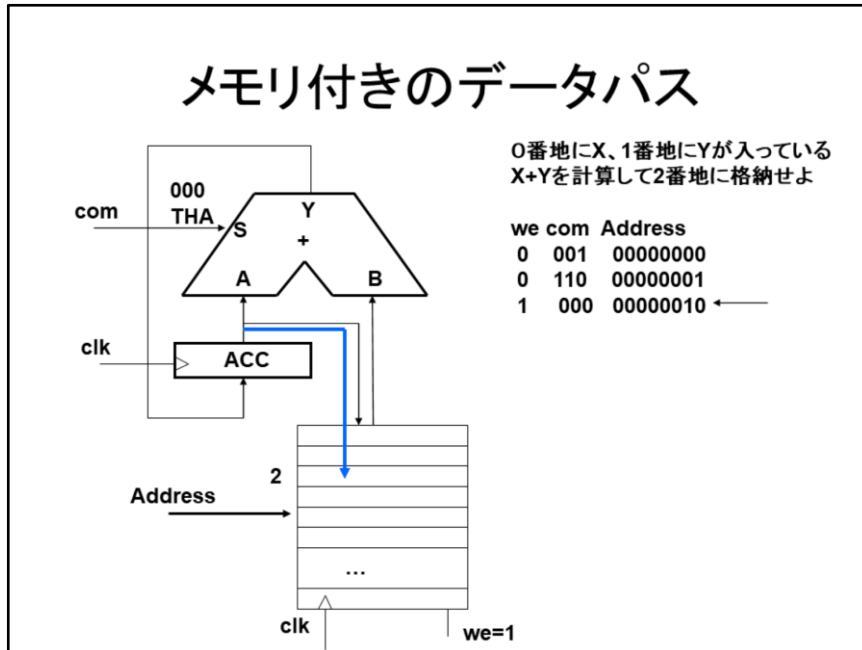 メモリ付きのデータパス
0番地にX、1番地にYが入っている
X+Yを計算して2番地に格納せよ
we com Address
0 001 00000000
0 110 00000001
1 000 00000010
000
THA
com
S
Y
+
A
B
clk
ACC
2
Address
...
clk
we=1